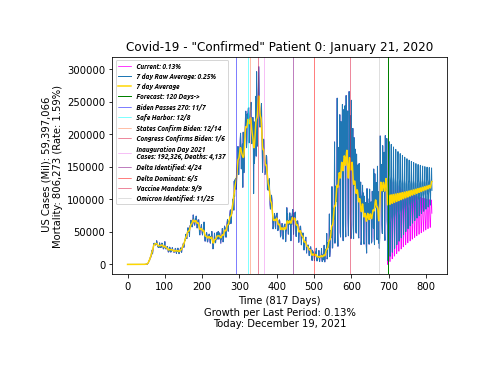 Covid-19 - "Confirmed" Patient 0: January 21, 2020
Current: 0.13%
7 day Raw Average: 0.25%
7 day Average
Forecast: 120 Days->
Biden Passes 270: 11/7
Safe Harbor: 12/8
States Confirm Biden: 12/14
Congress Confirms Biden: 1/6
Inauguration Day 2021
Cases: 192,326, Deaths: 4,137
Delta Identified: 4/24
Delta Dominant: 6/5
Vaccine Mandate: 9/9
Omicron Identified: 11/25
300000
250000
200000
150000
100000
50000
0
US Cases (Mil): 59,397,066
Mortality: 806,273 (Rate: 1.59%)
0 100 200 300 400 500 600 700 800
Time (817 Days)
Growth per Last Period: 0.13%
Today: December 19, 2021